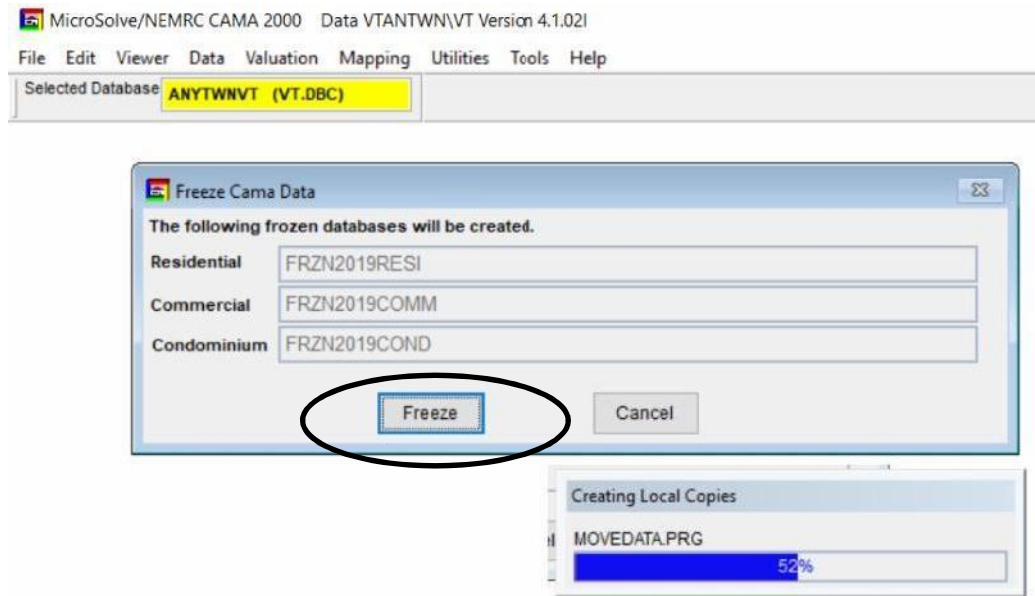 MicroSolve/NEMRC CAMA 2000 Data VTANTWN\VT Version 4.1.02I
File Edit Viewer Data Valuation Mapping Utilities Tools Help
Selected Database ANYTWNVT (VT.DBC)
Freeze Cama Data
The following frozen databases will be created.
Residential FRZN2019RESI
Commercial FRZN2019COMM
Condominium FRZN2019COND
Freeze Cancel
Creating Local Copies
MOVEDATA.PRG
52%